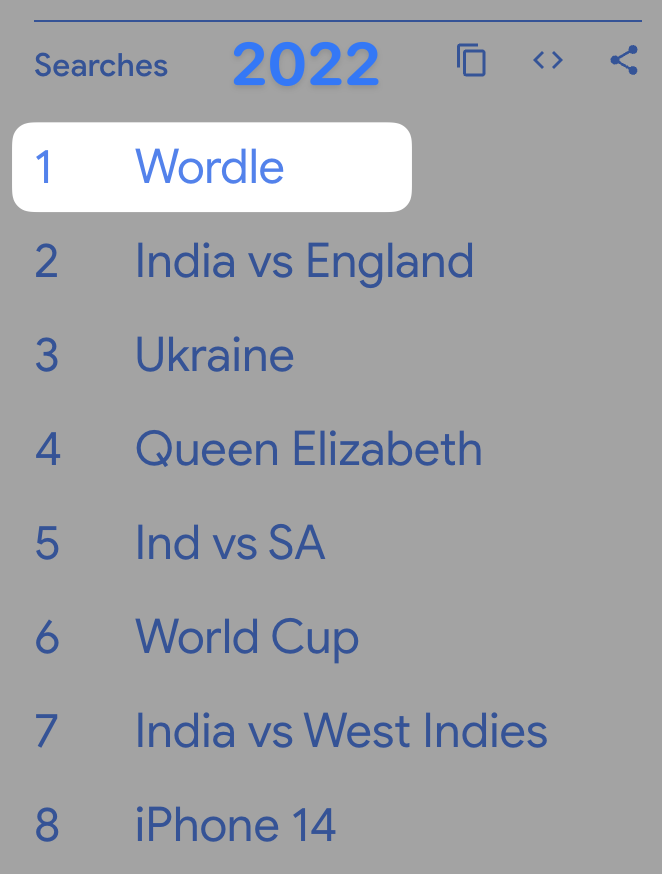 Searches 2022
1 Wordle
2 India vs England
3 Ukraine
4 Queen Elizabeth
5 Ind vs SA
6 World Cup
7 India vs West Indies
8 iPhone 14